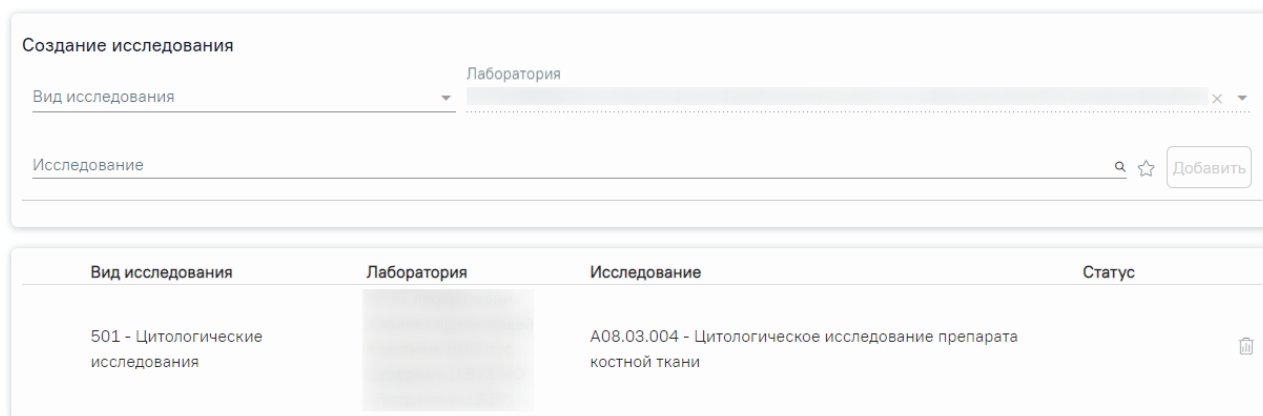 Создание исследования
Лаборатория
Вид исследования
Исследование
Добавить
Вид исследования Лаборатория Исследование Статус
501 - Цитологические исследования
A08.03.004 - Цитологическое исследование препарата костной ткани